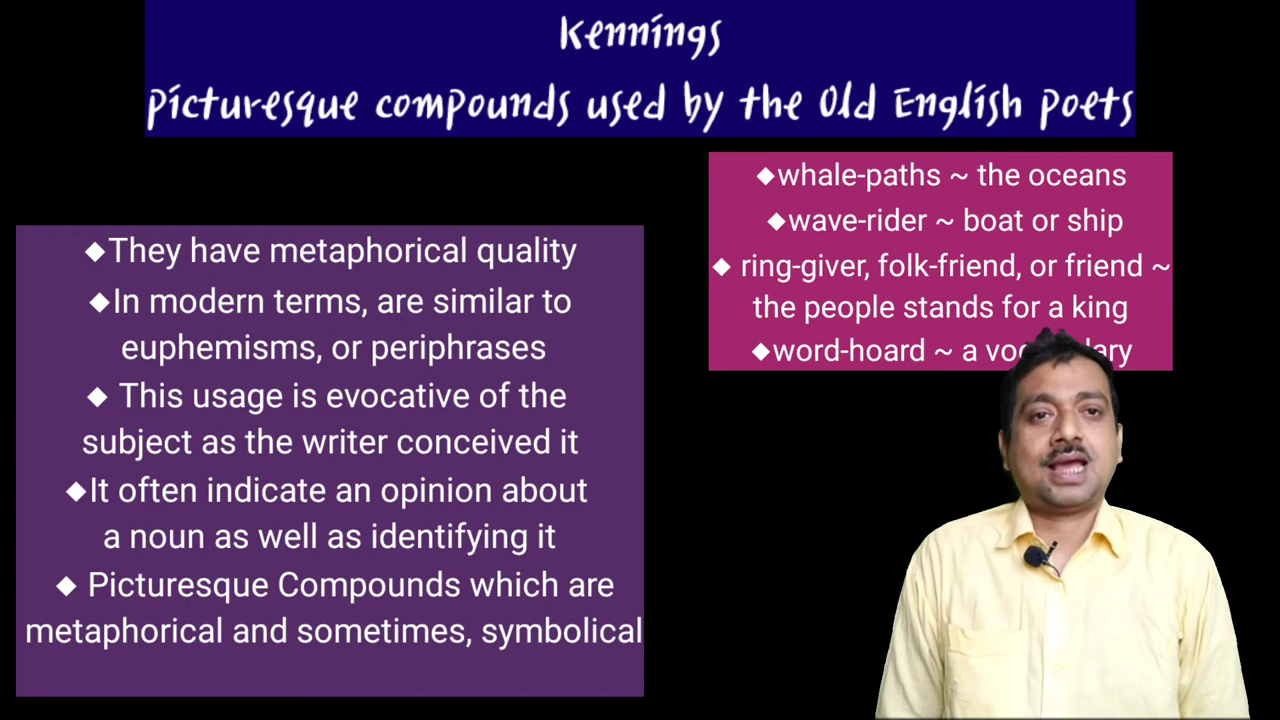 Kennings
picturesque compounds used by the Old English poets
◆They have metaphorical quality
◆In modern terms, are similar to
euphemisms, or periphrases
◆ This usage is evocative of the
subject as the writer conceived it
◆It often indicate an opinion about
a noun as well as identifying it
◆ Picturesque Compounds which are
metaphorical and sometimes, symbolical
◆whale-paths ~ the oceans
◆wave-rider ~ boat or ship
◆ ring-giver, folk-friend, or friend ~
the people stands for a king
◆word-hoard ~ a vocabulary